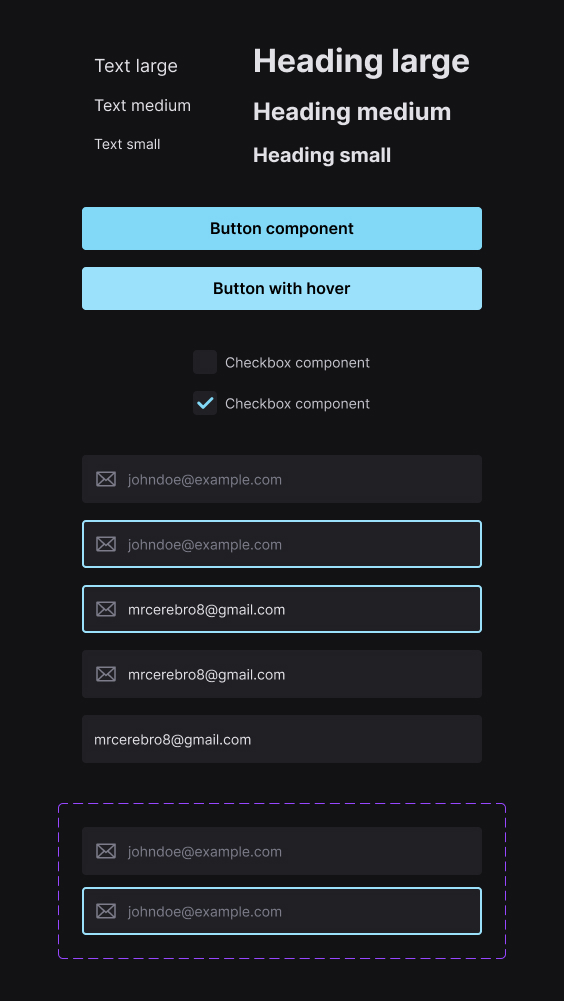 Text large
Text medium
Text small
Heading large
Heading medium
Heading small
Button component
Button with hover
Checkbox component
Checkbox component
johndoe@example.com
johndoe@example.com
mrcerebro8@gmail.com
mrcerebro8@gmail.com
mrcerebro8@gmail.com
johndoe@example.com
johndoe@example.com